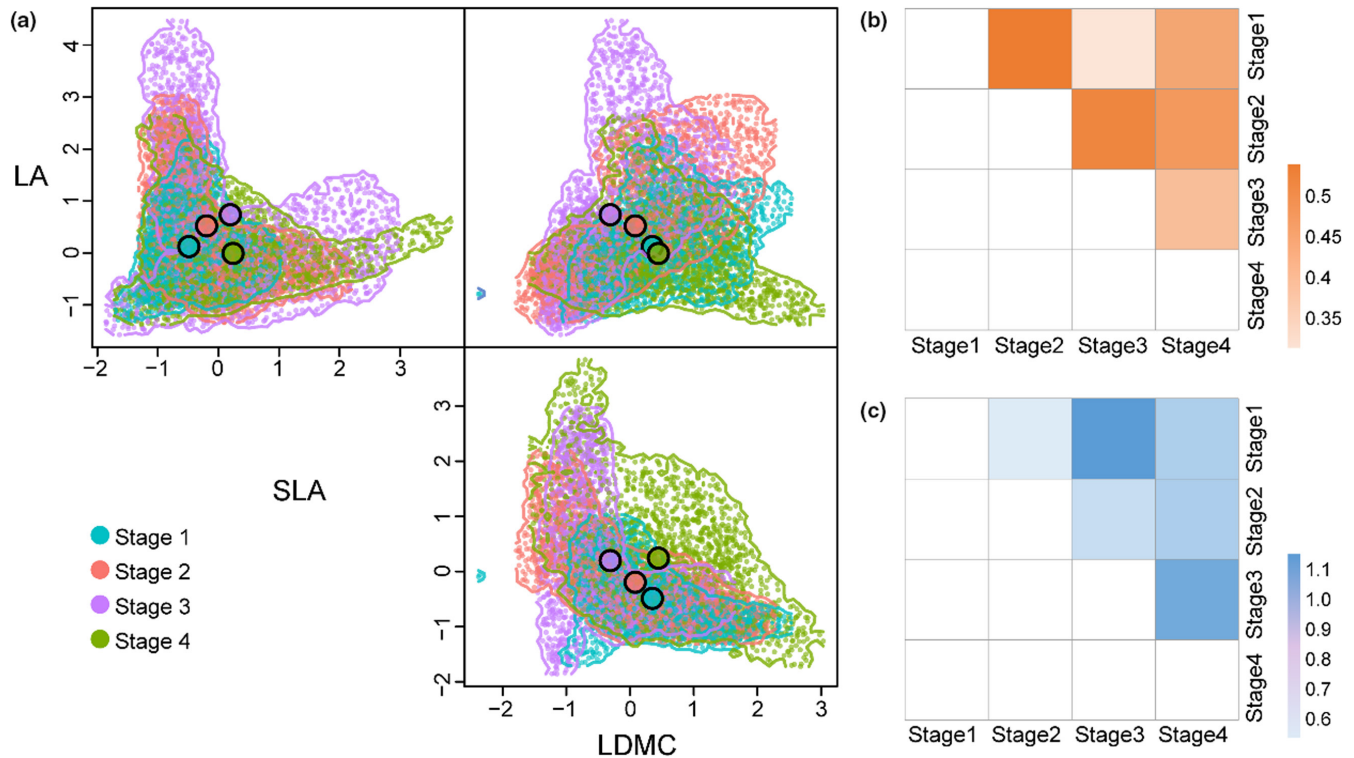 (a)
LA
4
3
2
1
0
−1
−2 −1 0 1 2 3
SLA
3
2
1
0
−1
−2
−2 −1 0 1 2 3
LDMC
Stage 1
Stage 2
Stage 3
Stage 4
(b)
Stage1
Stage2
Stage3
Stage4
Stage1 Stage2 Stage3 Stage4
0.5
0.45
0.4
0.35
(c)
Stage1
Stage2
Stage3
Stage4
Stage1 Stage2 Stage3 Stage4
1.1
1.0
0.9
0.8
0.7
0.6